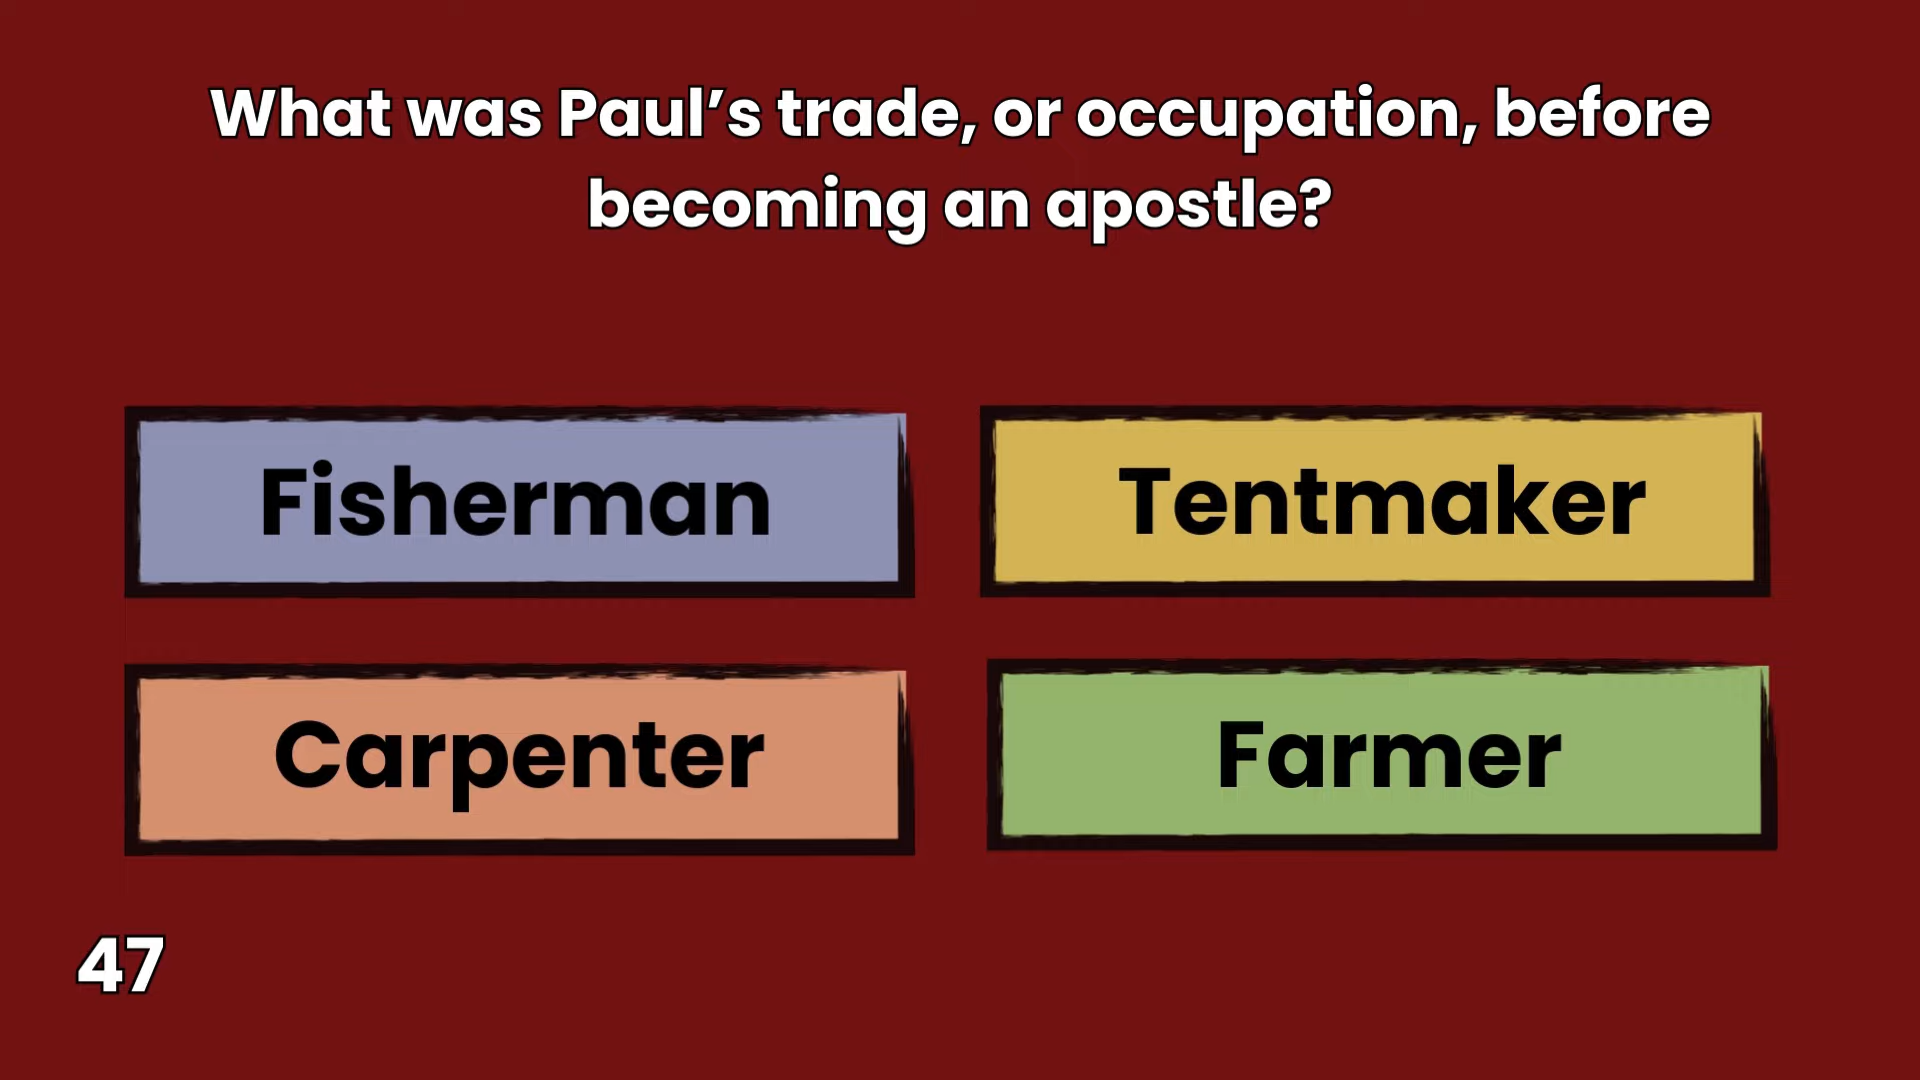 What was Paul’s trade, or occupation, before
becoming an apostle?
Fisherman
Tentmaker
Carpenter
Farmer
47